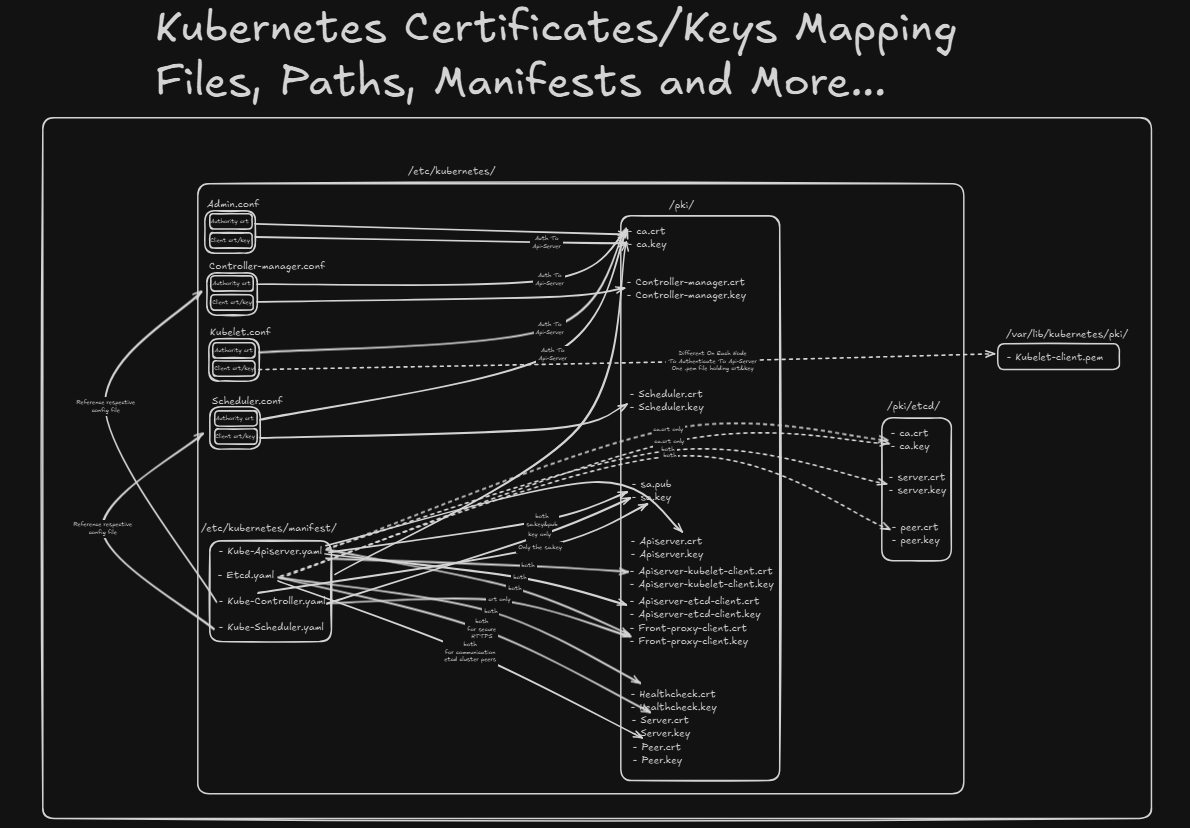 Kubernetes Certificates/Keys Mapping
Files, Paths, Manifests and More...
/etc/kubernetes/
Admin.conf
Authority crt
Client crt/key
Controller-manager.conf
Authority crt
Client crt/key
Kubelet.conf
Authority crt
Client crt/key
Scheduler.conf
Authority crt
Client crt/key
Auth To
Api-Server
Auth To
Api-Server
Auth To
Api-Server
Auth To
Api-Server
Reference respective
config file
Reference respective
config file
/etc/kubernetes/manifest/
- Kube-Apiserver.yaml
- Etcd.yaml
- Kube-Controller.yaml
- Kube-Scheduler.yaml
both
sa.key&pub
key only
Only the sa.key
both
both
both
crt only
both
both
for secure
HTTPS
both
for communication
etcd cluster peers
/pki/
- ca.crt
- ca.key
- Controller-manager.crt
- Controller-manager.key
Different On Each Node
To Authenticate To Api-Server
One .pem file holding crt&key
- Scheduler.crt
- Scheduler.key
ca.crt only
ca.crt only
both
both
- sa.pub
- sa.key
- Apiserver.crt
- Apiserver.key
- Apiserver-kubelet-client.crt
- Apiserver-kubelet-client.key
- Apiserver-etcd-client.crt
- Apiserver-etcd-client.key
- Front-proxy-client.crt
- Front-proxy-client.key
- Healthcheck.crt
- Healthcheck.key
- Server.crt
- Server.key
- Peer.crt
- Peer.key
/var/lib/kubernetes/pki/
- Kubelet-client.pem
/pki/etcd/
- ca.crt
- ca.key
- server.crt
- server.key
- peer.crt
- peer.key